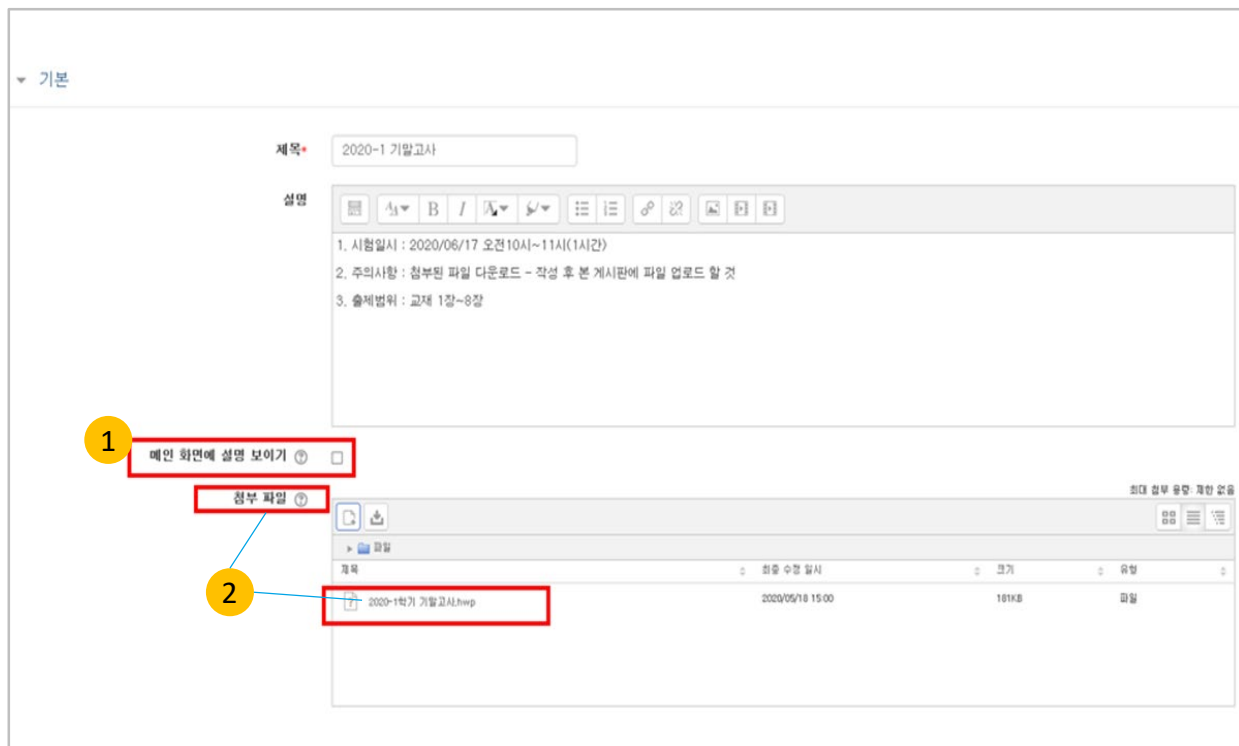 기본
제목*
2020-1 기말고사
설명
1. 시험일시 : 2020/06/17 오전10시~11시(1시간)
2. 주의사항 : 첨부된 파일 다운로드 - 작성 후 본 게시판에 파일 업로드 할 것
3. 출제범위 : 교재 1장~8장
1
메인 화면에 설명 보이기
첨부 파일
최대 첨부 용량: 제한 없음
파일
제목 최종 수정 일시 크기 유형
2
2020-1학기 기말고사.hwp 2020/05/18 15:00 181KB 파일